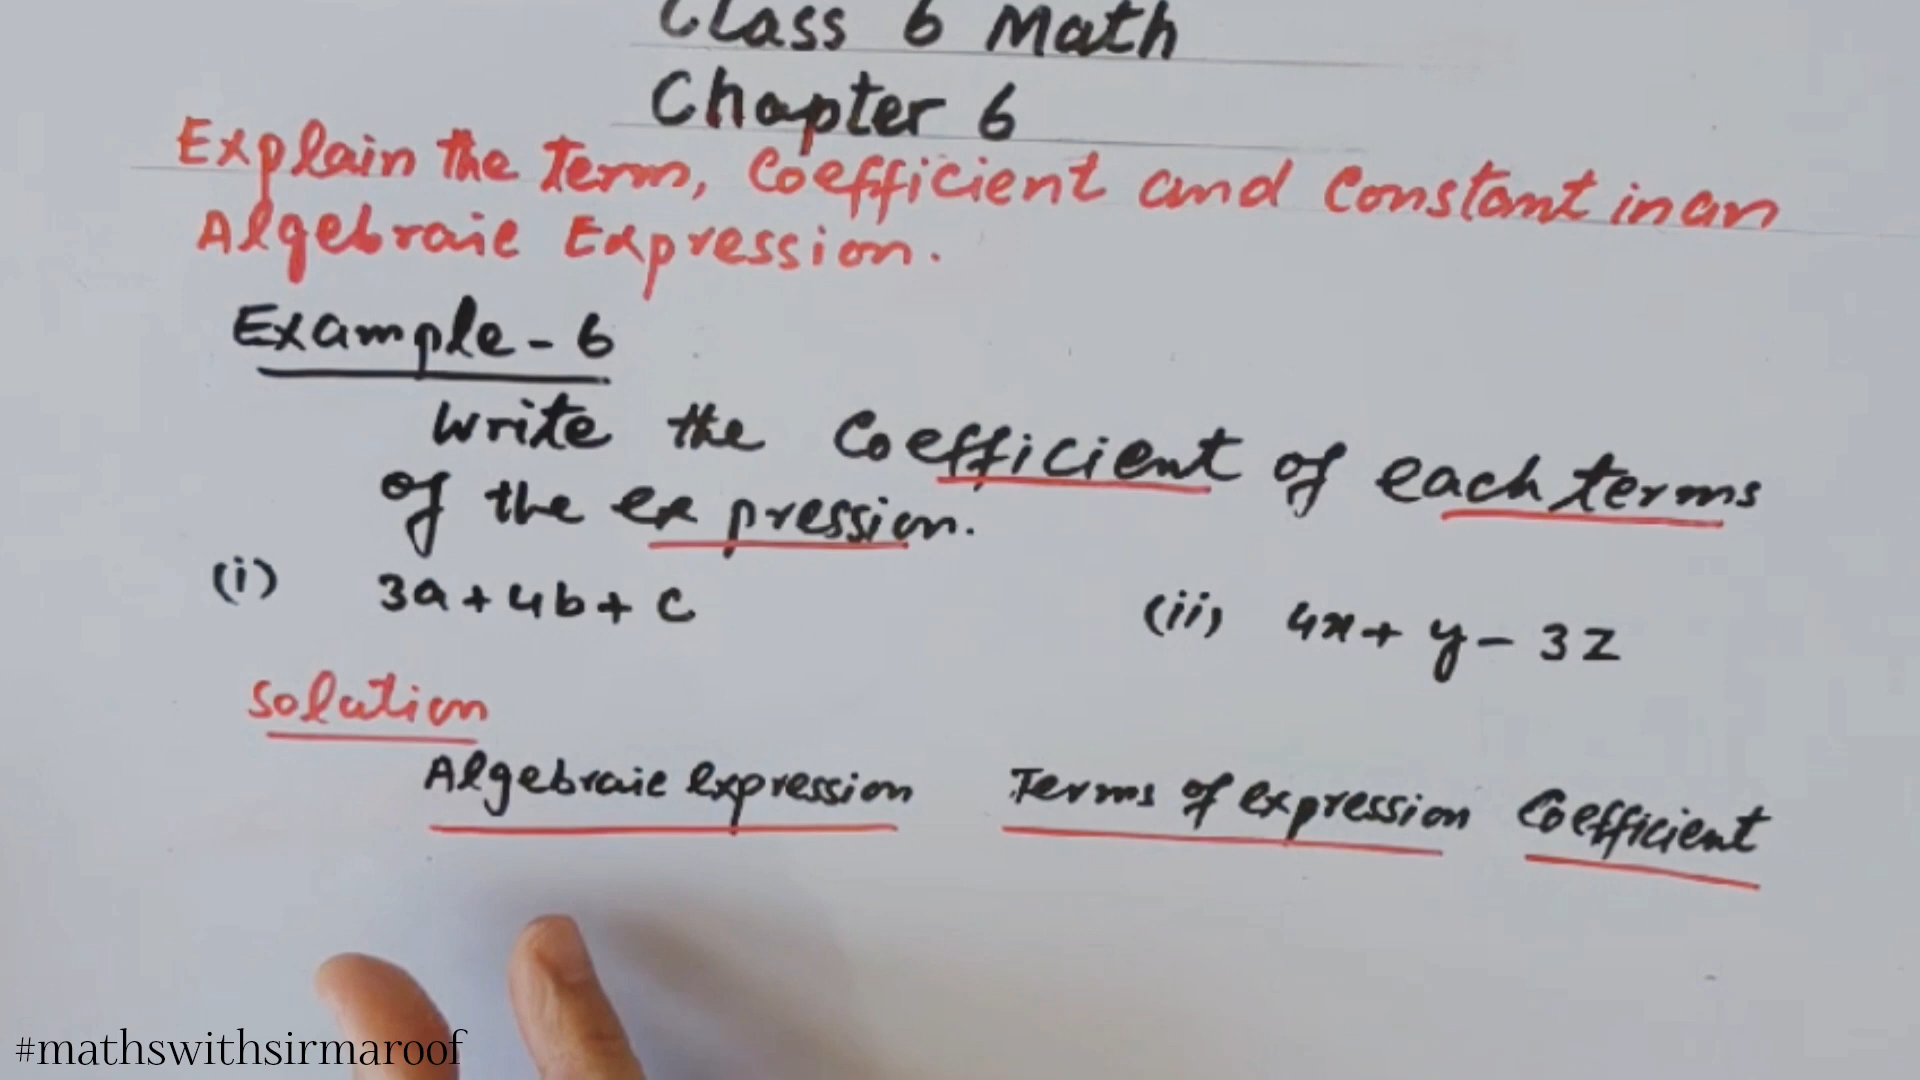 Class 6 Math
Chapter 6
Explain the term, Coefficient and Constant in an
Algebraic Expression.
Example - 6
Write the Coefficient of each terms
of the expression.
(i) 3a + 4b + c (ii) 4x + y - 3z
Solution
Algebraic expression Terms of expression Coefficient
#mathswithsirmaroof